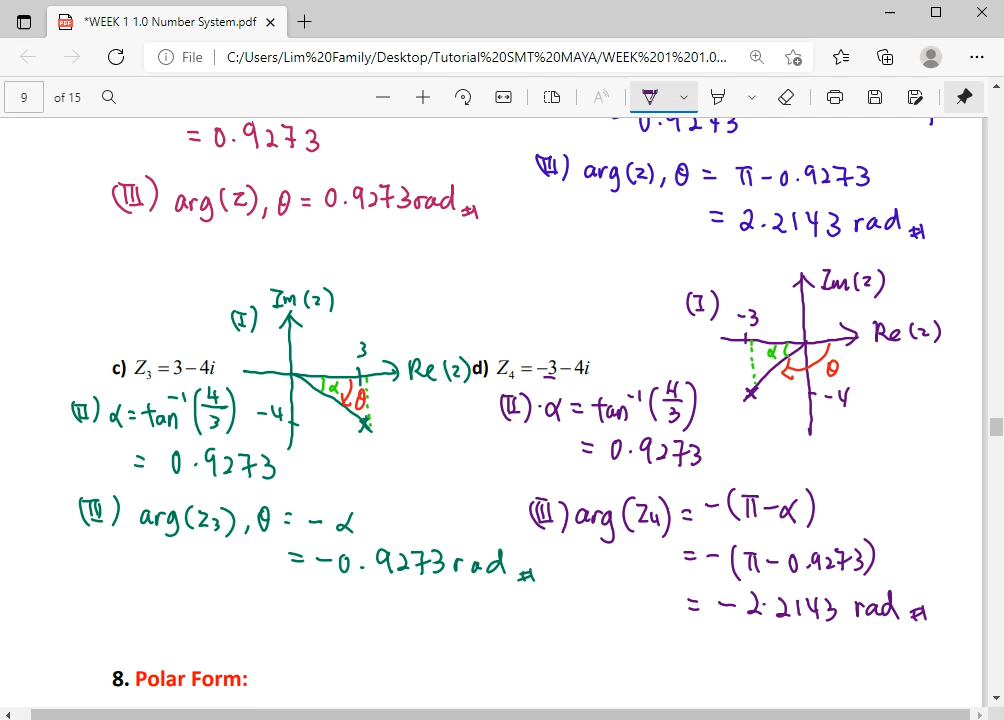 *WEEK 1 1.0 Number System.pdf
File C:/Users/Lim%20Family/Desktop/Tutorial%20SMT%20MAYA/WEEK%201%201.0...
9 of 15
= 0.9273
(III) arg(z), θ = 0.9273 rad #
(III) arg(z), θ = π - 0.9273
= 2.2143 rad #
(I) Im(z)
3
Re(z)
α θ
-4
c) Z₃ = 3 – 4i
(II) α = tan⁻¹(4/3)
= 0.9273
(III) arg(z₃), θ = - α
= -0.9273 rad #
(I) Im(z)
-3
Re(z)
α θ
-4
d) Z₄ = –3 – 4i
(II) α = tan⁻¹(4/3)
= 0.9273
(III) arg(z₄) = -(π-α)
= -(π - 0.9273)
= - 2.2143 rad #
8. Polar Form: